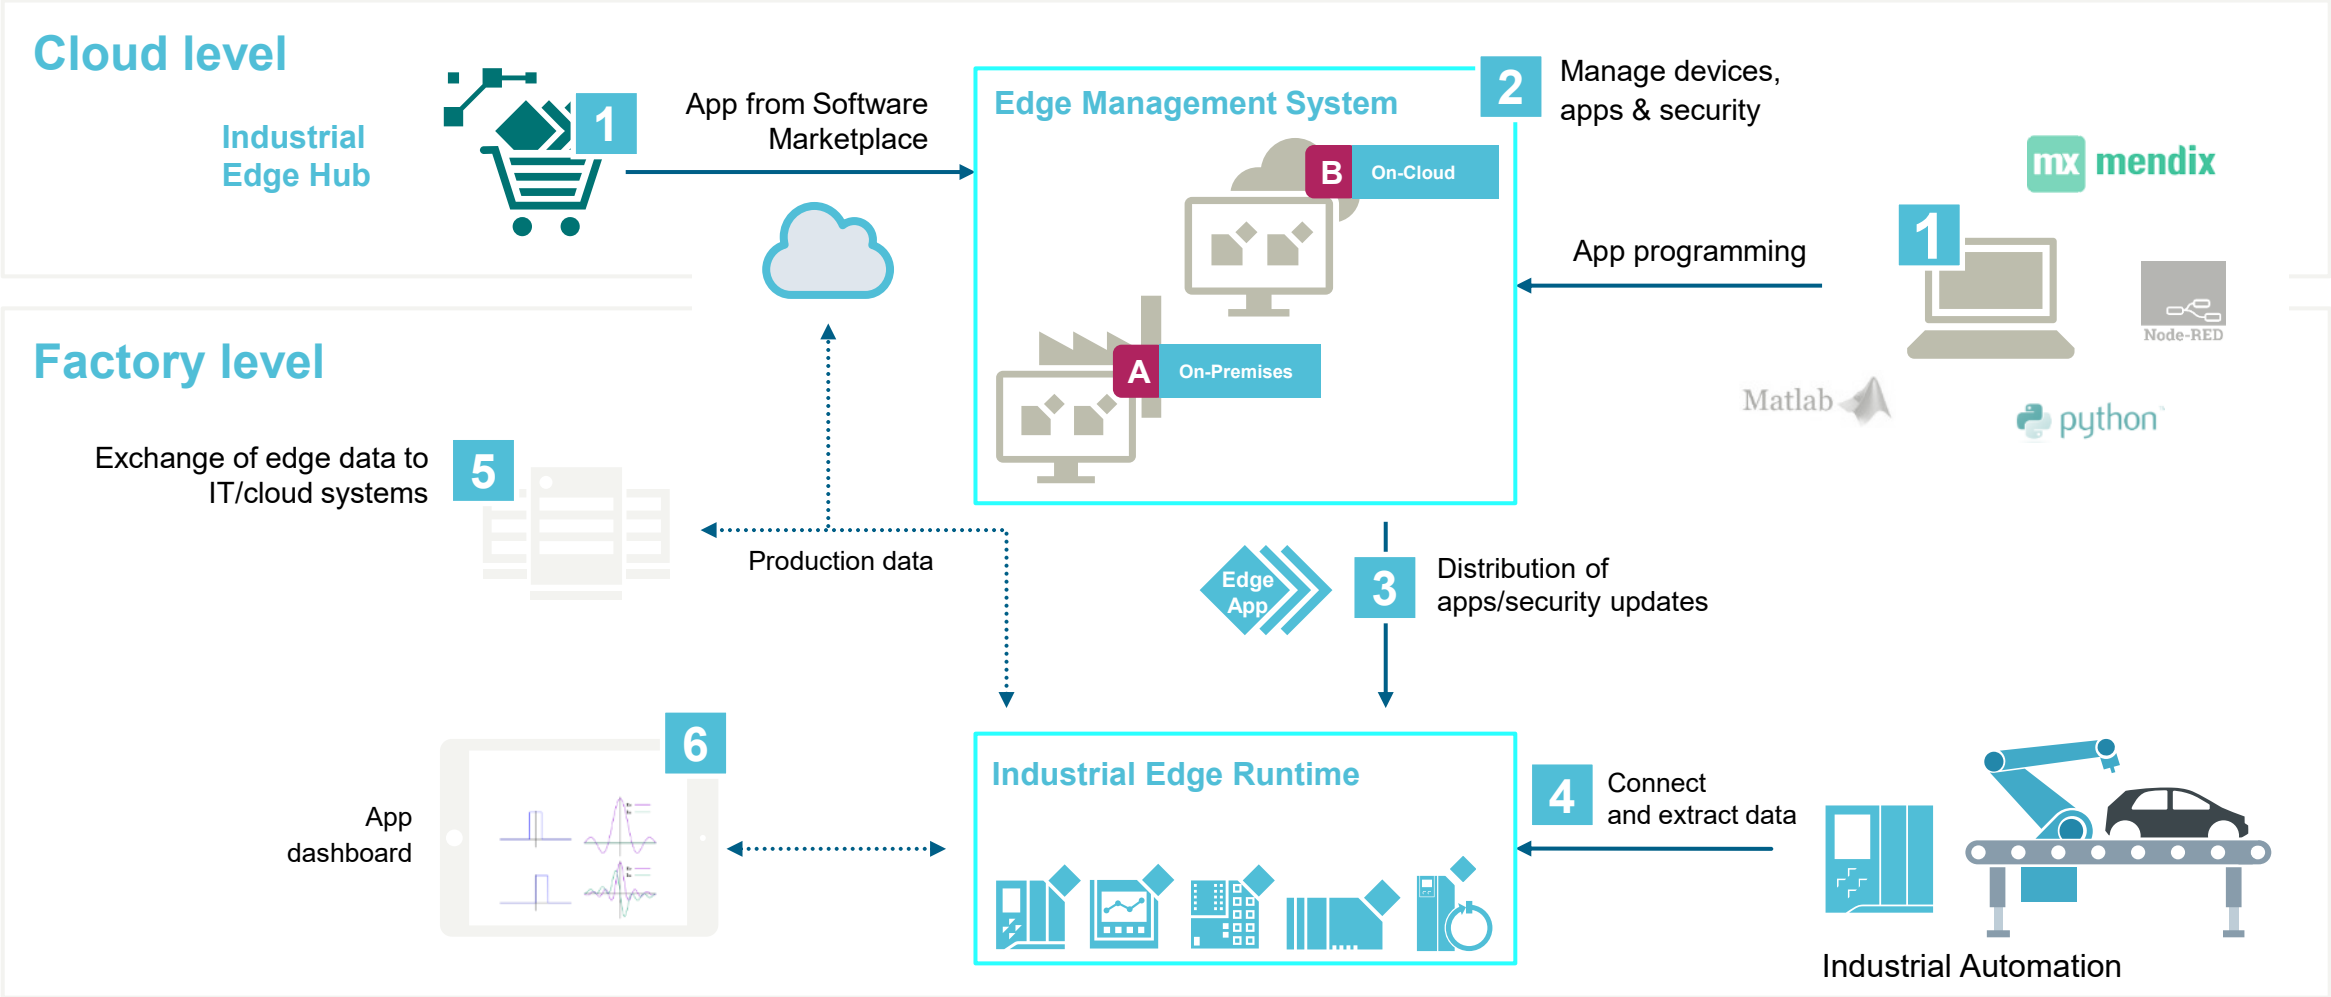 Cloud level
Industrial
Edge Hub
1
App from Software
Marketplace
Edge Management System
2
Manage devices,
apps & security
B
On-Cloud
A
On-Premises
mx mendix
1
App programming
Node-RED
Matlab
python
Factory level
Exchange of edge data to
IT/cloud systems
5
Production data
Edge
App
3
Distribution of
apps/security updates
6
App
dashboard
Industrial Edge Runtime
4
Connect
and extract data
Industrial Automation